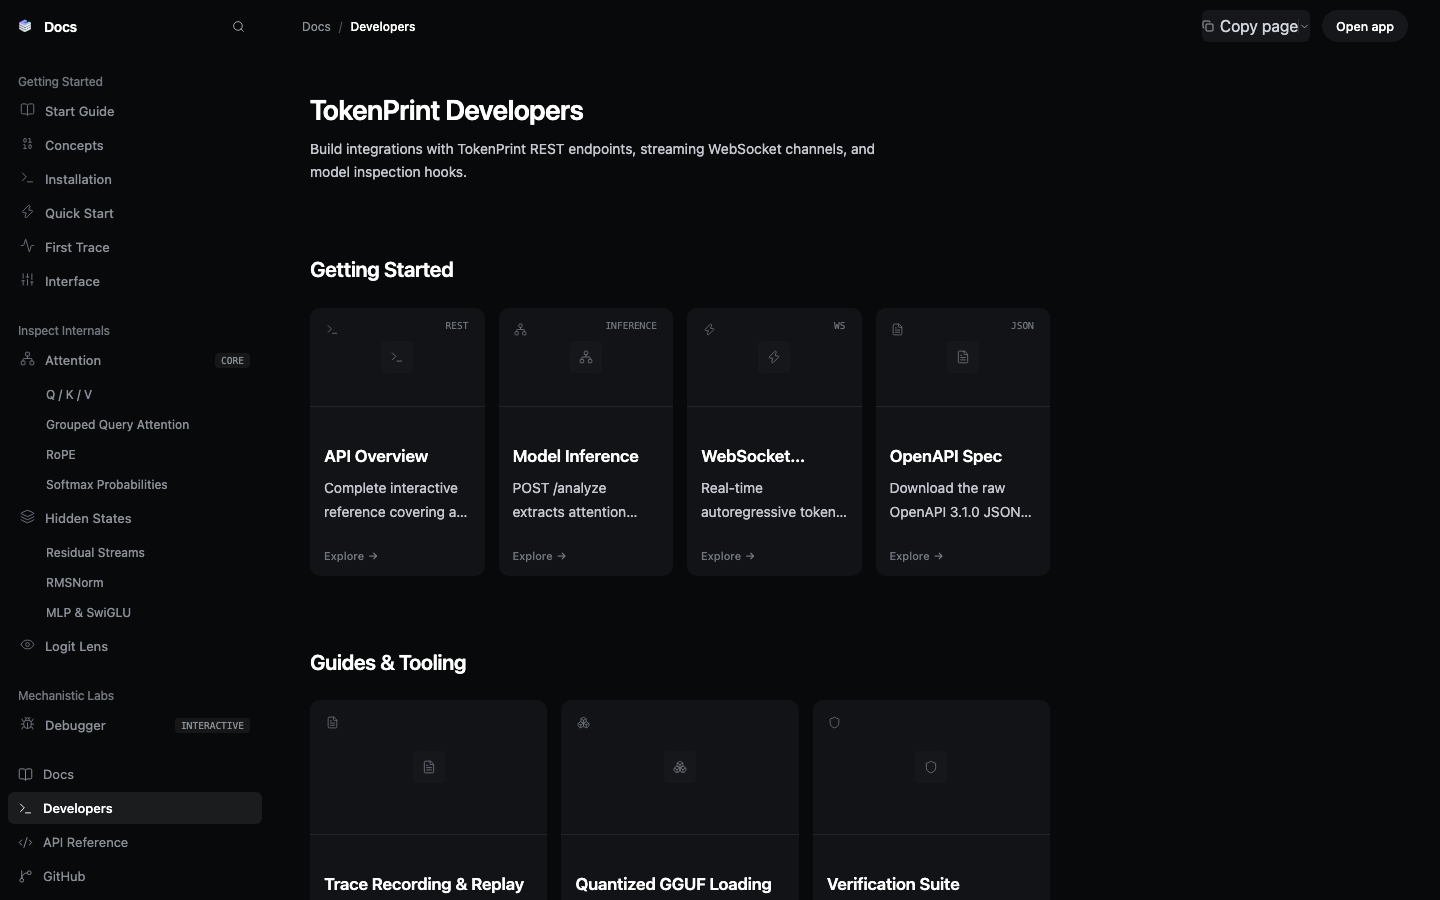 Docs
Docs / Developers
Copy page
Open app
Getting Started
Start Guide
Concepts
Installation
Quick Start
First Trace
Interface
Inspect Internals
Attention CORE
Q / K / V
Grouped Query Attention
RoPE
Softmax Probabilities
Hidden States
Residual Streams
RMSNorm
MLP & SwiGLU
Logit Lens
Mechanistic Labs
Debugger INTERACTIVE
Docs
Developers
API Reference
GitHub
TokenPrint Developers
Build integrations with TokenPrint REST endpoints, streaming WebSocket channels, and
model inspection hooks.
Getting Started
REST
API Overview
Complete interactive
reference covering a...
Explore →
INFERENCE
Model Inference
POST /analyze
extracts attention...
Explore →
WS
WebSocket...
Real-time
autoregressive token...
Explore →
JSON
OpenAPI Spec
Download the raw
OpenAPI 3.1.0 JSON...
Explore →
Guides & Tooling
Trace Recording & Replay
Quantized GGUF Loading
Verification Suite